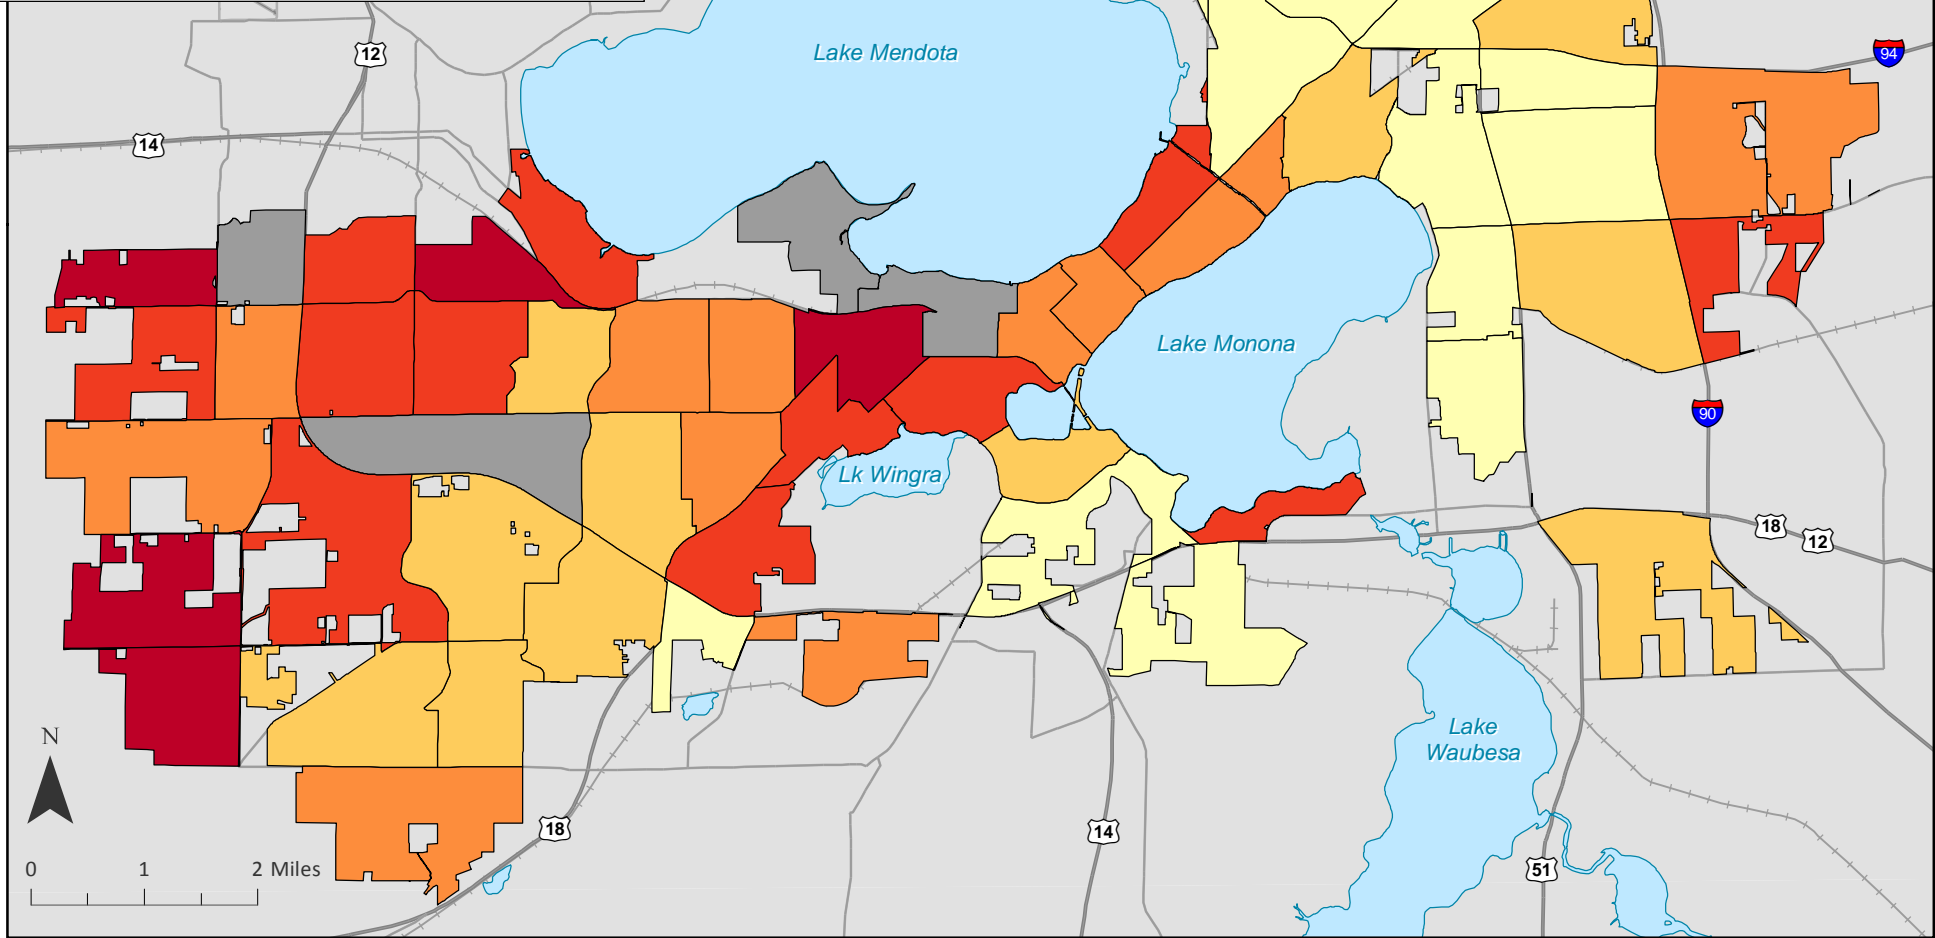 Lake Mendota
12
94
14
Lake Monona
90
Lk Wingra
18
12
N
Lake
Waubesa
18
14
0 1 2 Miles
51